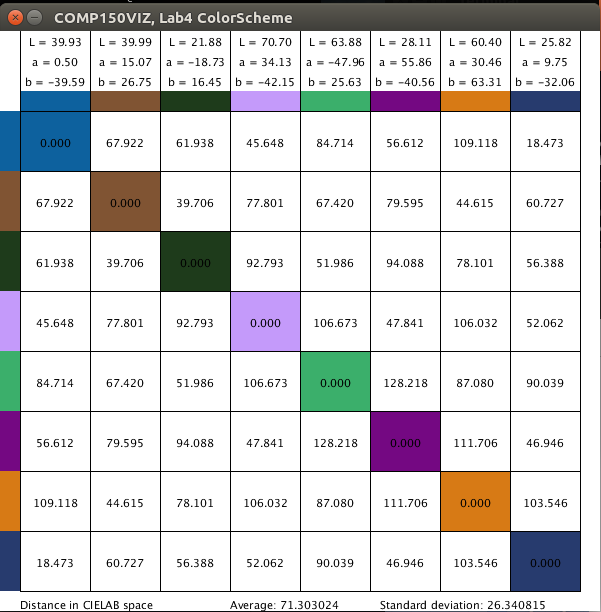 COMP150VIZ, Lab4 ColorScheme
L = 39.93 L = 39.99 L = 21.88 L = 70.70 L = 63.88 L = 28.11 L = 60.40 L = 25.82
a = 0.50 a = 15.07 a = -18.73 a = 34.13 a = -47.96 a = 55.86 a = 30.46 a = 9.75
b = -39.59 b = 26.75 b = 16.45 b = -42.15 b = 25.63 b = -40.56 b = 63.31 b = -32.06
0.000 67.922 61.938 45.648 84.714 56.612 109.118 18.473
67.922 0.000 39.706 77.801 67.420 79.595 44.615 60.727
61.938 39.706 0.000 92.793 51.986 94.088 78.101 56.388
45.648 77.801 92.793 0.000 106.673 47.841 106.032 52.062
84.714 67.420 51.986 106.673 0.000 128.218 87.080 90.039
56.612 79.595 94.088 47.841 128.218 0.000 111.706 46.946
109.118 44.615 78.101 106.032 87.080 111.706 0.000 103.546
18.473 60.727 56.388 52.062 90.039 46.946 103.546 0.000
Distance in CIELAB space Average: 71.303024 Standard deviation: 26.340815